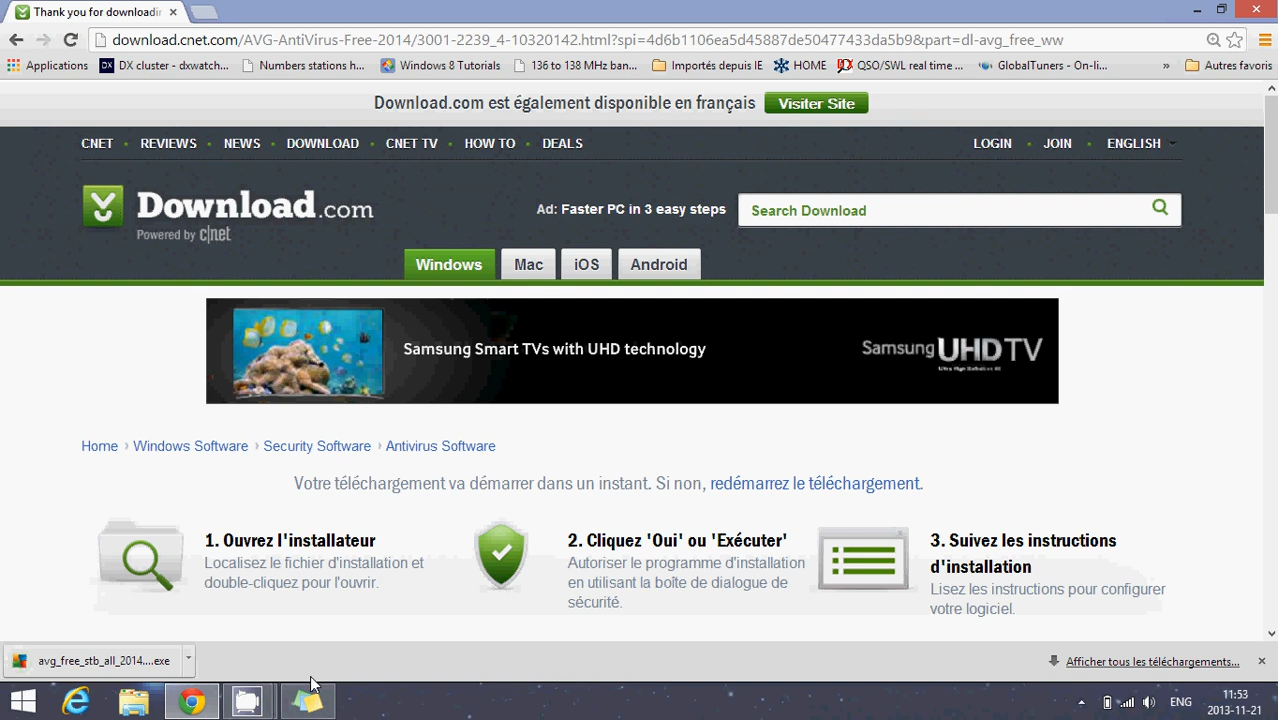 Thank you for downloadin
download.cnet.com/AVG-AntiVirus-Free-2014/3001-2239_4-10320142.html?spi=4d6b1106ea5d45887de50477433da5b9&part=dl-avg_free_ww
Applications DX cluster - dxwatch... Numbers stations h... Windows 8 Tutorials 136 to 138 MHz ban... Importés depuis IE HOME QSO/SWL real time ... GlobalTuners - On-li... » Autres favoris
Download.com est également disponible en français Visiter Site
CNET REVIEWS NEWS DOWNLOAD CNET TV HOW TO DEALS LOGIN JOIN ENGLISH
Download.com
Powered by c|net
Ad: Faster PC in 3 easy steps
Search Download
Windows Mac iOS Android
Samsung Smart TVs with UHD technology
Samsung UHD TV
Home › Windows Software › Security Software › Antivirus Software
Votre téléchargement va démarrer dans un instant. Si non, redémarrez le téléchargement.
1. Ouvrez l'installateur
Localisez le fichier d'installation et
double-cliquez pour l'ouvrir.
2. Cliquez 'Oui' ou 'Exécuter'
Autoriser le programme d'installation
en utilisant la boîte de dialogue de
sécurité.
3. Suivez les instructions
d'installation
Lisez les instructions pour configurer
votre logiciel.
avg_free_stb_all_2014....exe
Afficher tous les téléchargements...
ENG
11:53
2013-11-21